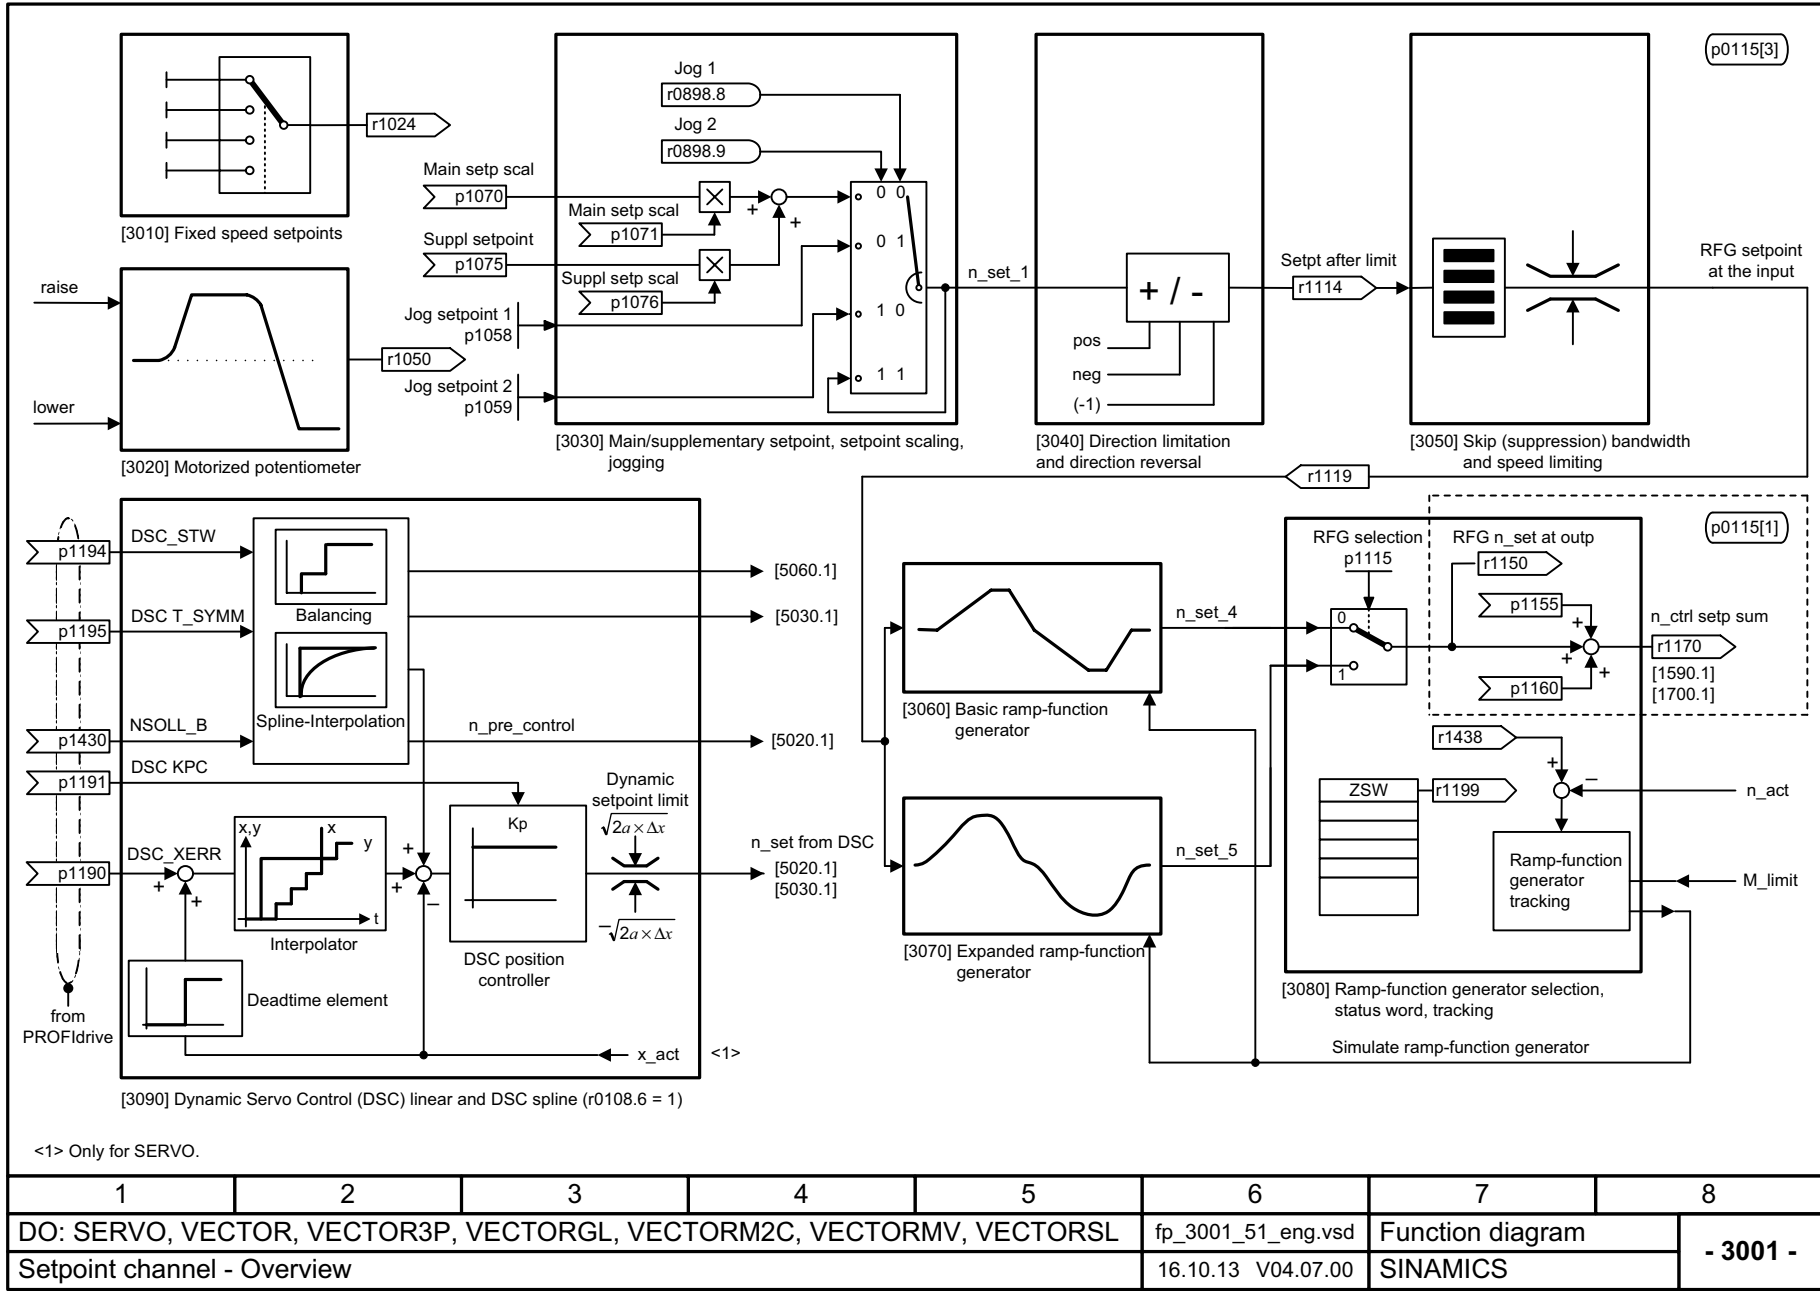 p0115[3]
r1024
[3010] Fixed speed setpoints
raise
lower
r1050
[3020] Motorized potentiometer
Jog 1
r0898.8
Jog 2
r0898.9
Main setp scal
p1070
Main setp scal
p1071
Suppl setpoint
p1075
Suppl setp scal
p1076
Jog setpoint 1
p1058
Jog setpoint 2
p1059
+
+
0 0
0 1
1 0
1 1
n_set_1
[3030] Main/supplementary setpoint, setpoint scaling,
jogging
+ / -
pos
neg
(-1)
[3040] Direction limitation
and direction reversal
Setpt after limit
r1114
[3050] Skip (suppression) bandwidth
and speed limiting
RFG setpoint
at the input
r1119
p1194
DSC_STW
p1195
DSC T_SYMM
p1430
NSOLL_B
p1191
DSC KPC
p1190
DSC_XERR
+
+
from
PROFIdrive
Balancing
Spline-Interpolation
[5060.1]
[5030.1]
n_pre_control
[5020.1]
x,y
x
y
t
Interpolator
+
+
−
Kp
DSC position
controller
Dynamic
setpoint limit
√2a × Δx
−√2a × Δx
n_set from DSC
[5020.1]
[5030.1]
Deadtime element
x_act
<1>
[3090] Dynamic Servo Control (DSC) linear and DSC spline (r0108.6 = 1)
[3060] Basic ramp-function
generator
n_set_4
[3070] Expanded ramp-function
generator
n_set_5
RFG selection
p1115
0
1
RFG n_set at outp
r1150
p0115[1]
p1155
+
+
+
p1160
n_ctrl setp sum
r1170
[1590.1]
[1700.1]
r1438
+
−
n_act
ZSW
r1199
Ramp-function
generator
tracking
M_limit
[3080] Ramp-function generator selection,
status word, tracking
Simulate ramp-function generator
<1> Only for SERVO.
1 2 3 4 5 6 7 8
DO: SERVO, VECTOR, VECTOR3P, VECTORGL, VECTORM2C, VECTORMV, VECTORSL
fp_3001_51_eng.vsd
Function diagram
- 3001 -
Setpoint channel - Overview
16.10.13 V04.07.00
SINAMICS